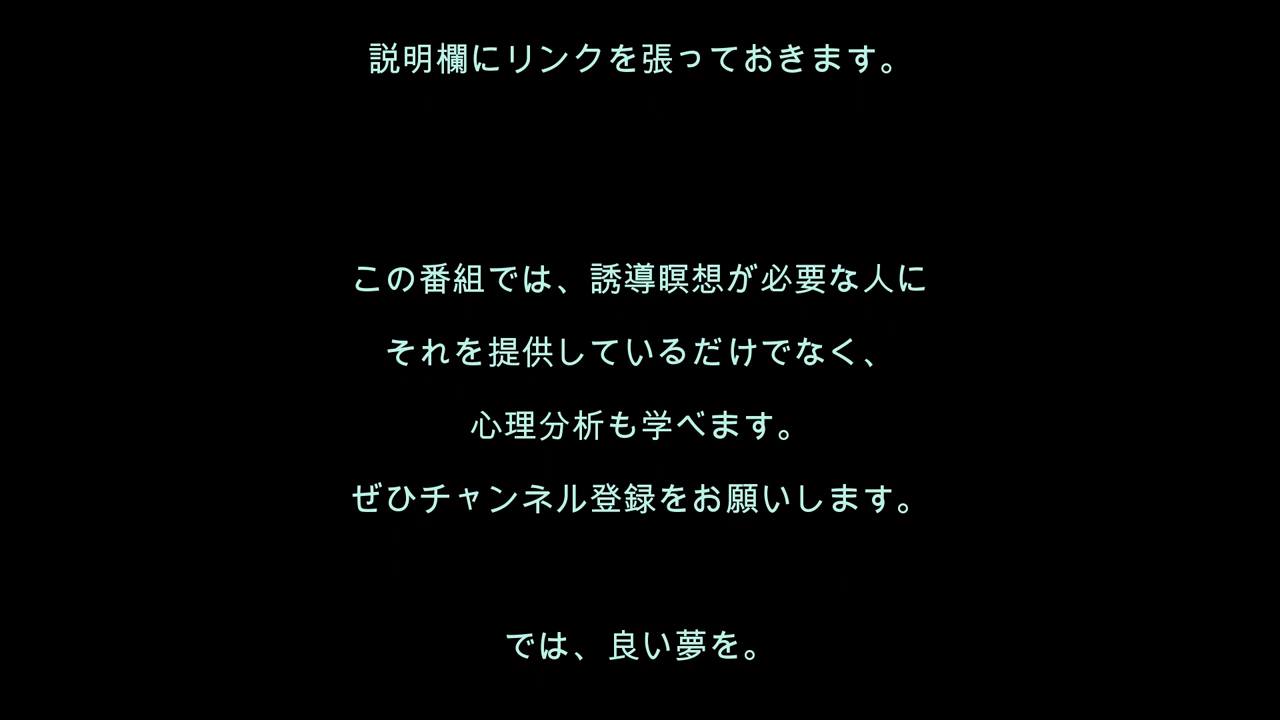 説明欄にリンクを張っておきます。
この番組では、誘導瞑想が必要な人に
それを提供しているだけでなく、
心理分析も学べます。
ぜひチャンネル登録をお願いします。
では、良い夢を。